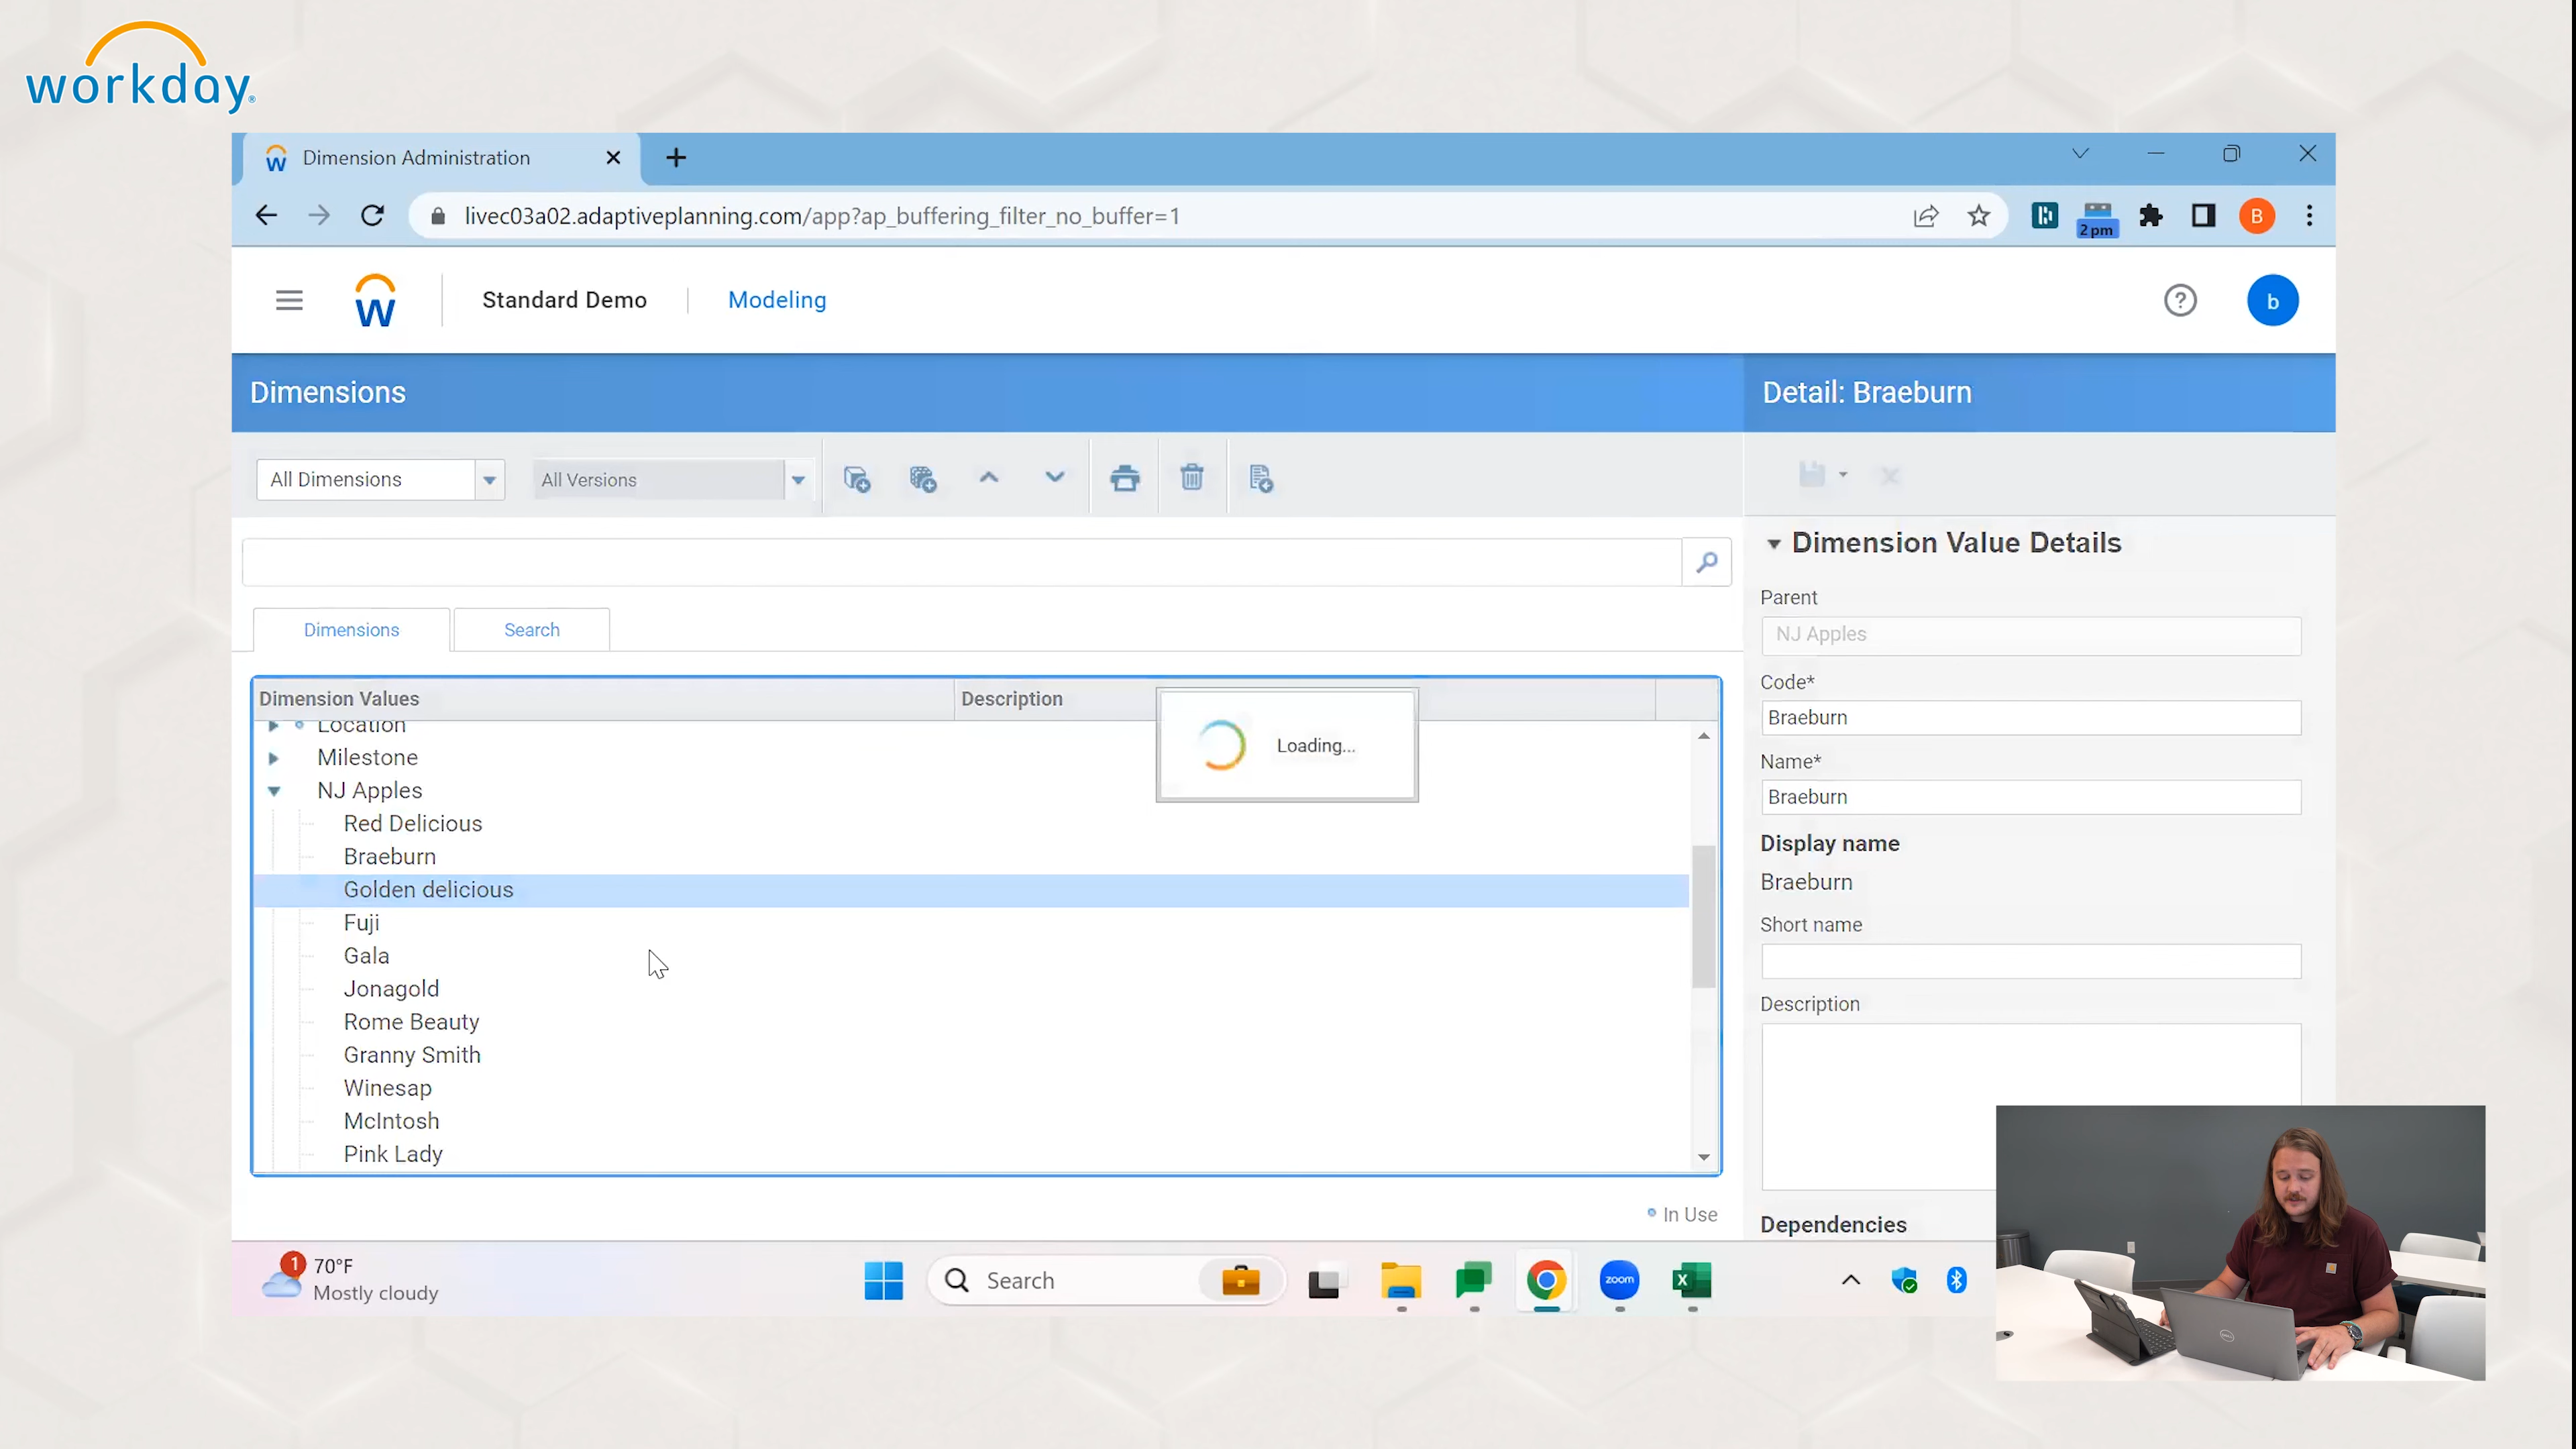 workday
Dimension Administration
livec03a02.adaptiveplanning.com/app?ap_buffering_filter_no_buffer=1
2 pm
B
W
Standard Demo
Modeling
?
b
Dimensions
Detail: Braeburn
All Dimensions
All Versions
Dimensions
Search
Dimension Values
Description
Loading...
Location
Milestone
NJ Apples
Red Delicious
Braeburn
Golden delicious
Fuji
Gala
Jonagold
Rome Beauty
Granny Smith
Winesap
McIntosh
Pink Lady
In Use
Dimension Value Details
Parent
NJ Apples
Code*
Braeburn
Name*
Braeburn
Display name
Braeburn
Short name
Description
Dependencies
1
70°F
Mostly cloudy
Search
zoom
X